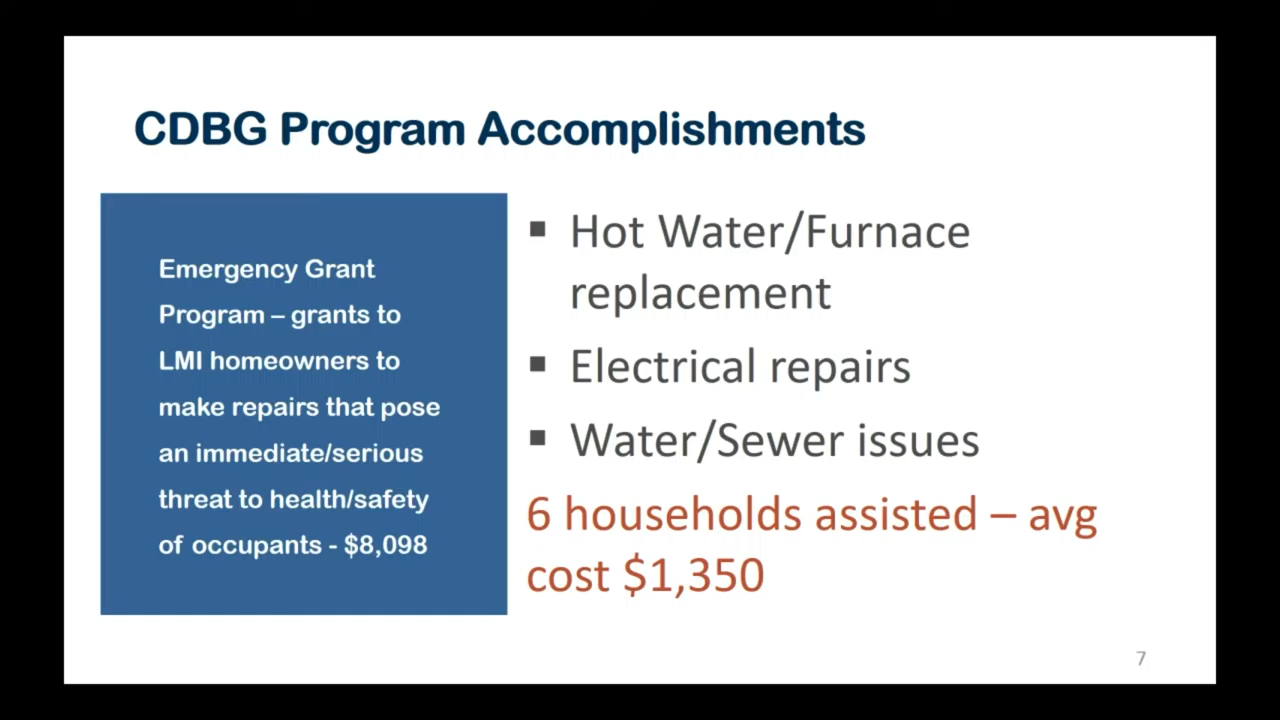 CDBG Program Accomplishments
Emergency Grant
Program – grants to
LMI homeowners to
make repairs that pose
an immediate/serious
threat to health/safety
of occupants - $8,098
▪ Hot Water/Furnace
replacement
▪ Electrical repairs
▪ Water/Sewer issues
6 households assisted – avg
cost $1,350
7